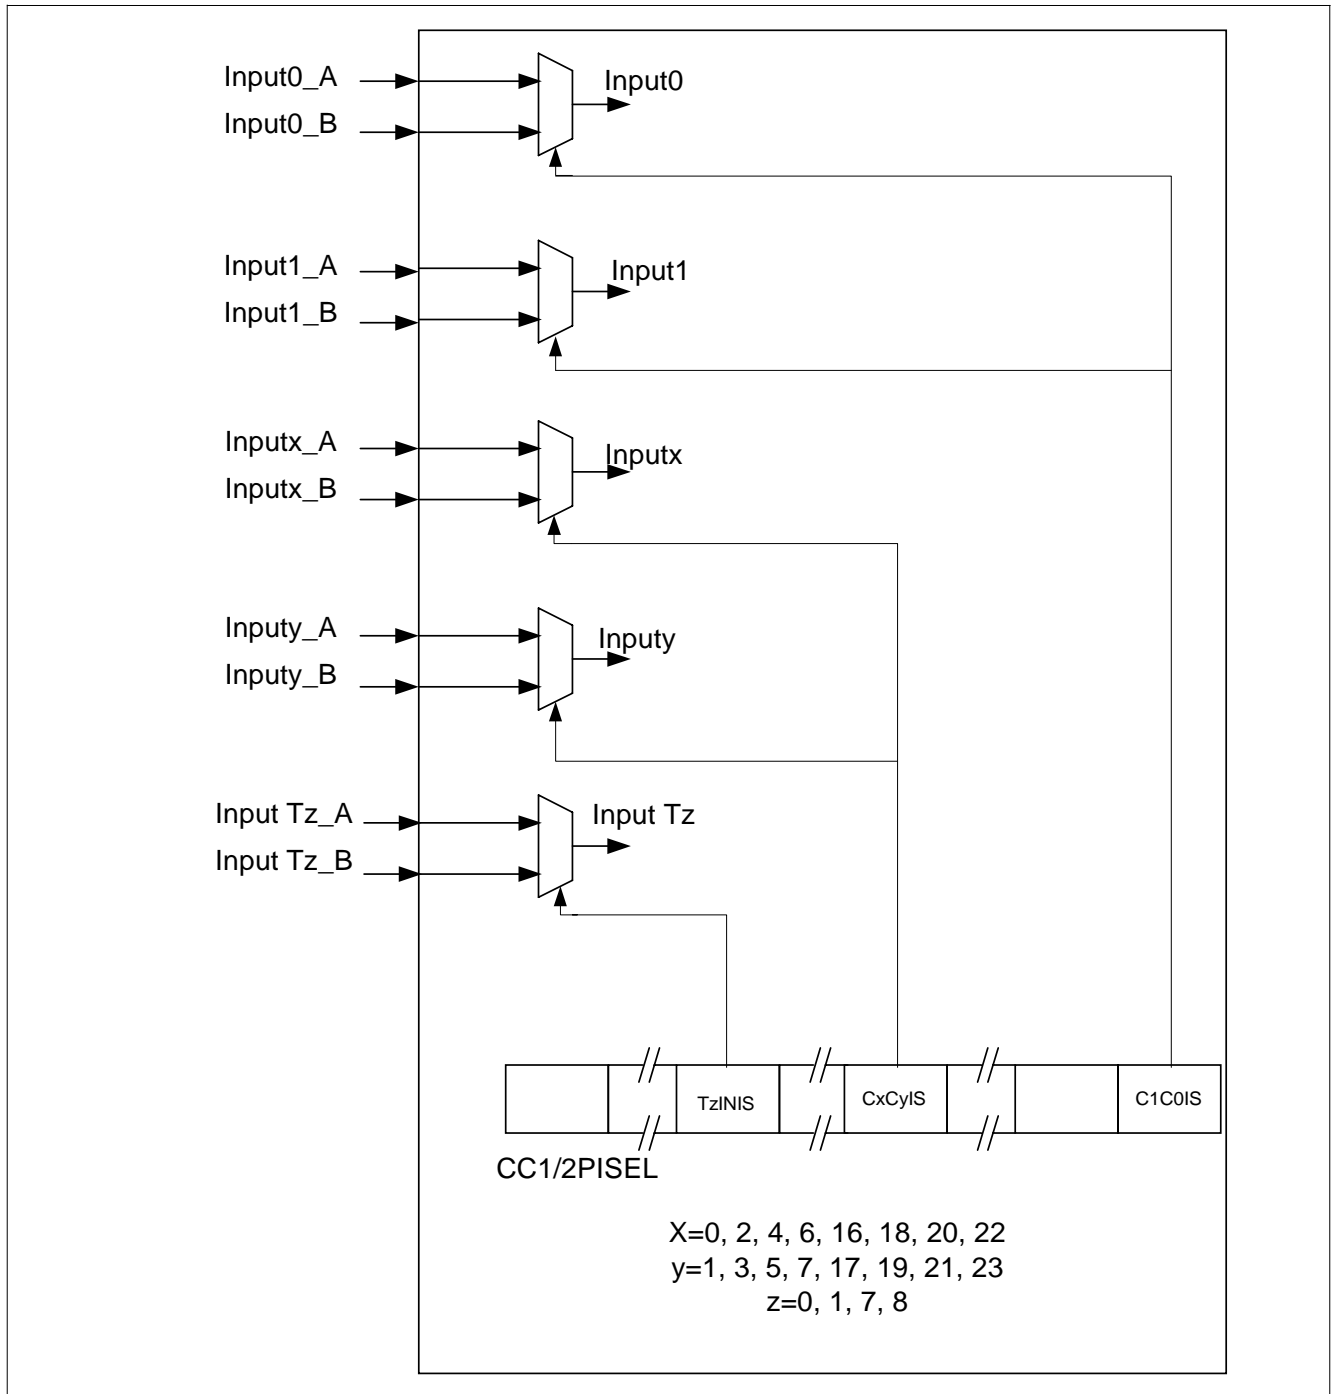 Input0_A
Input0
Input0_B
Input1_A
Input1
Input1_B
Inputx_A
Inputx
Inputx_B
Inputy_A
Inputy
Inputy_B
Input Tz_A
Input Tz
Input Tz_B
TzINIS
CxCyIS
C1C0IS
CC1/2PISEL
X=0, 2, 4, 6, 16, 18, 20, 22
y=1, 3, 5, 7, 17, 19, 21, 23
z=0, 1, 7, 8